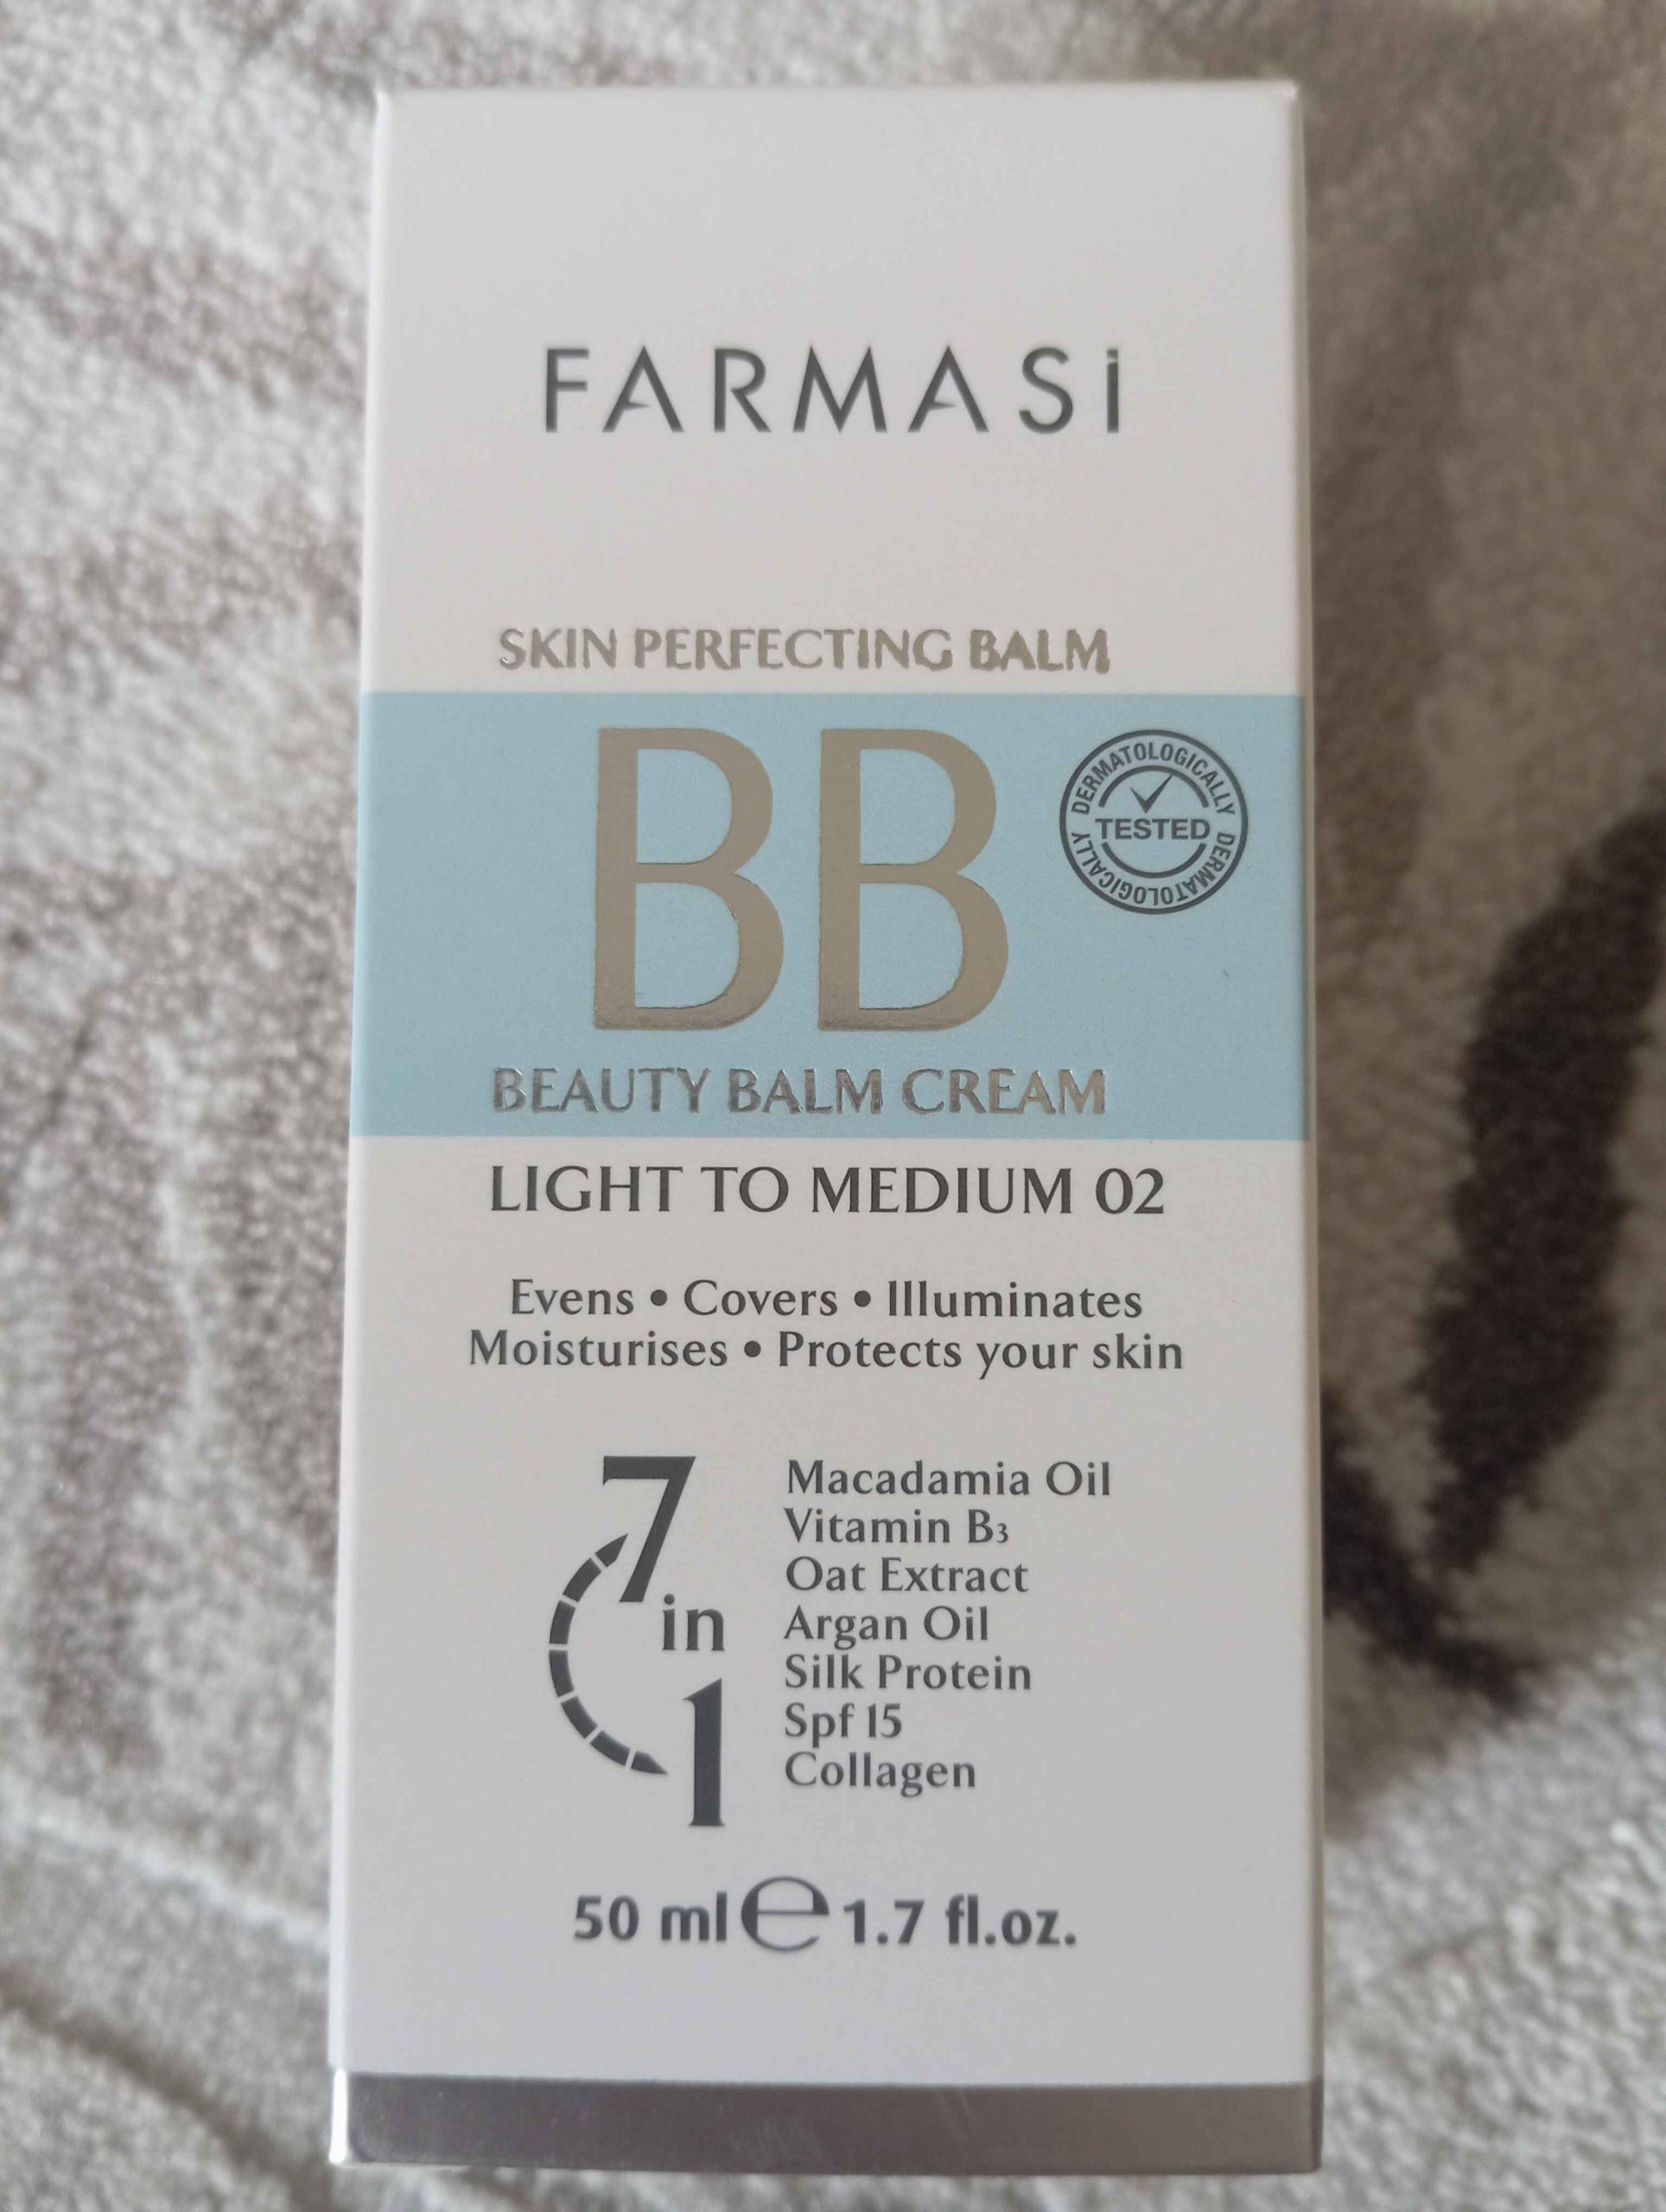 FARMASİ
SKIN PERFECTING BALM
BB
DERMATOLOGICALLY
TESTED
DERMATOLOGICALLY
BEAUTY BALM CREAM
LIGHT TO MEDIUM 02
Evens • Covers • Illuminates
Moisturises • Protects your skin
7 in 1
Macadamia Oil
Vitamin B3
Oat Extract
Argan Oil
Silk Protein
Spf 15
Collagen
50 ml ℮ 1.7 fl.oz.